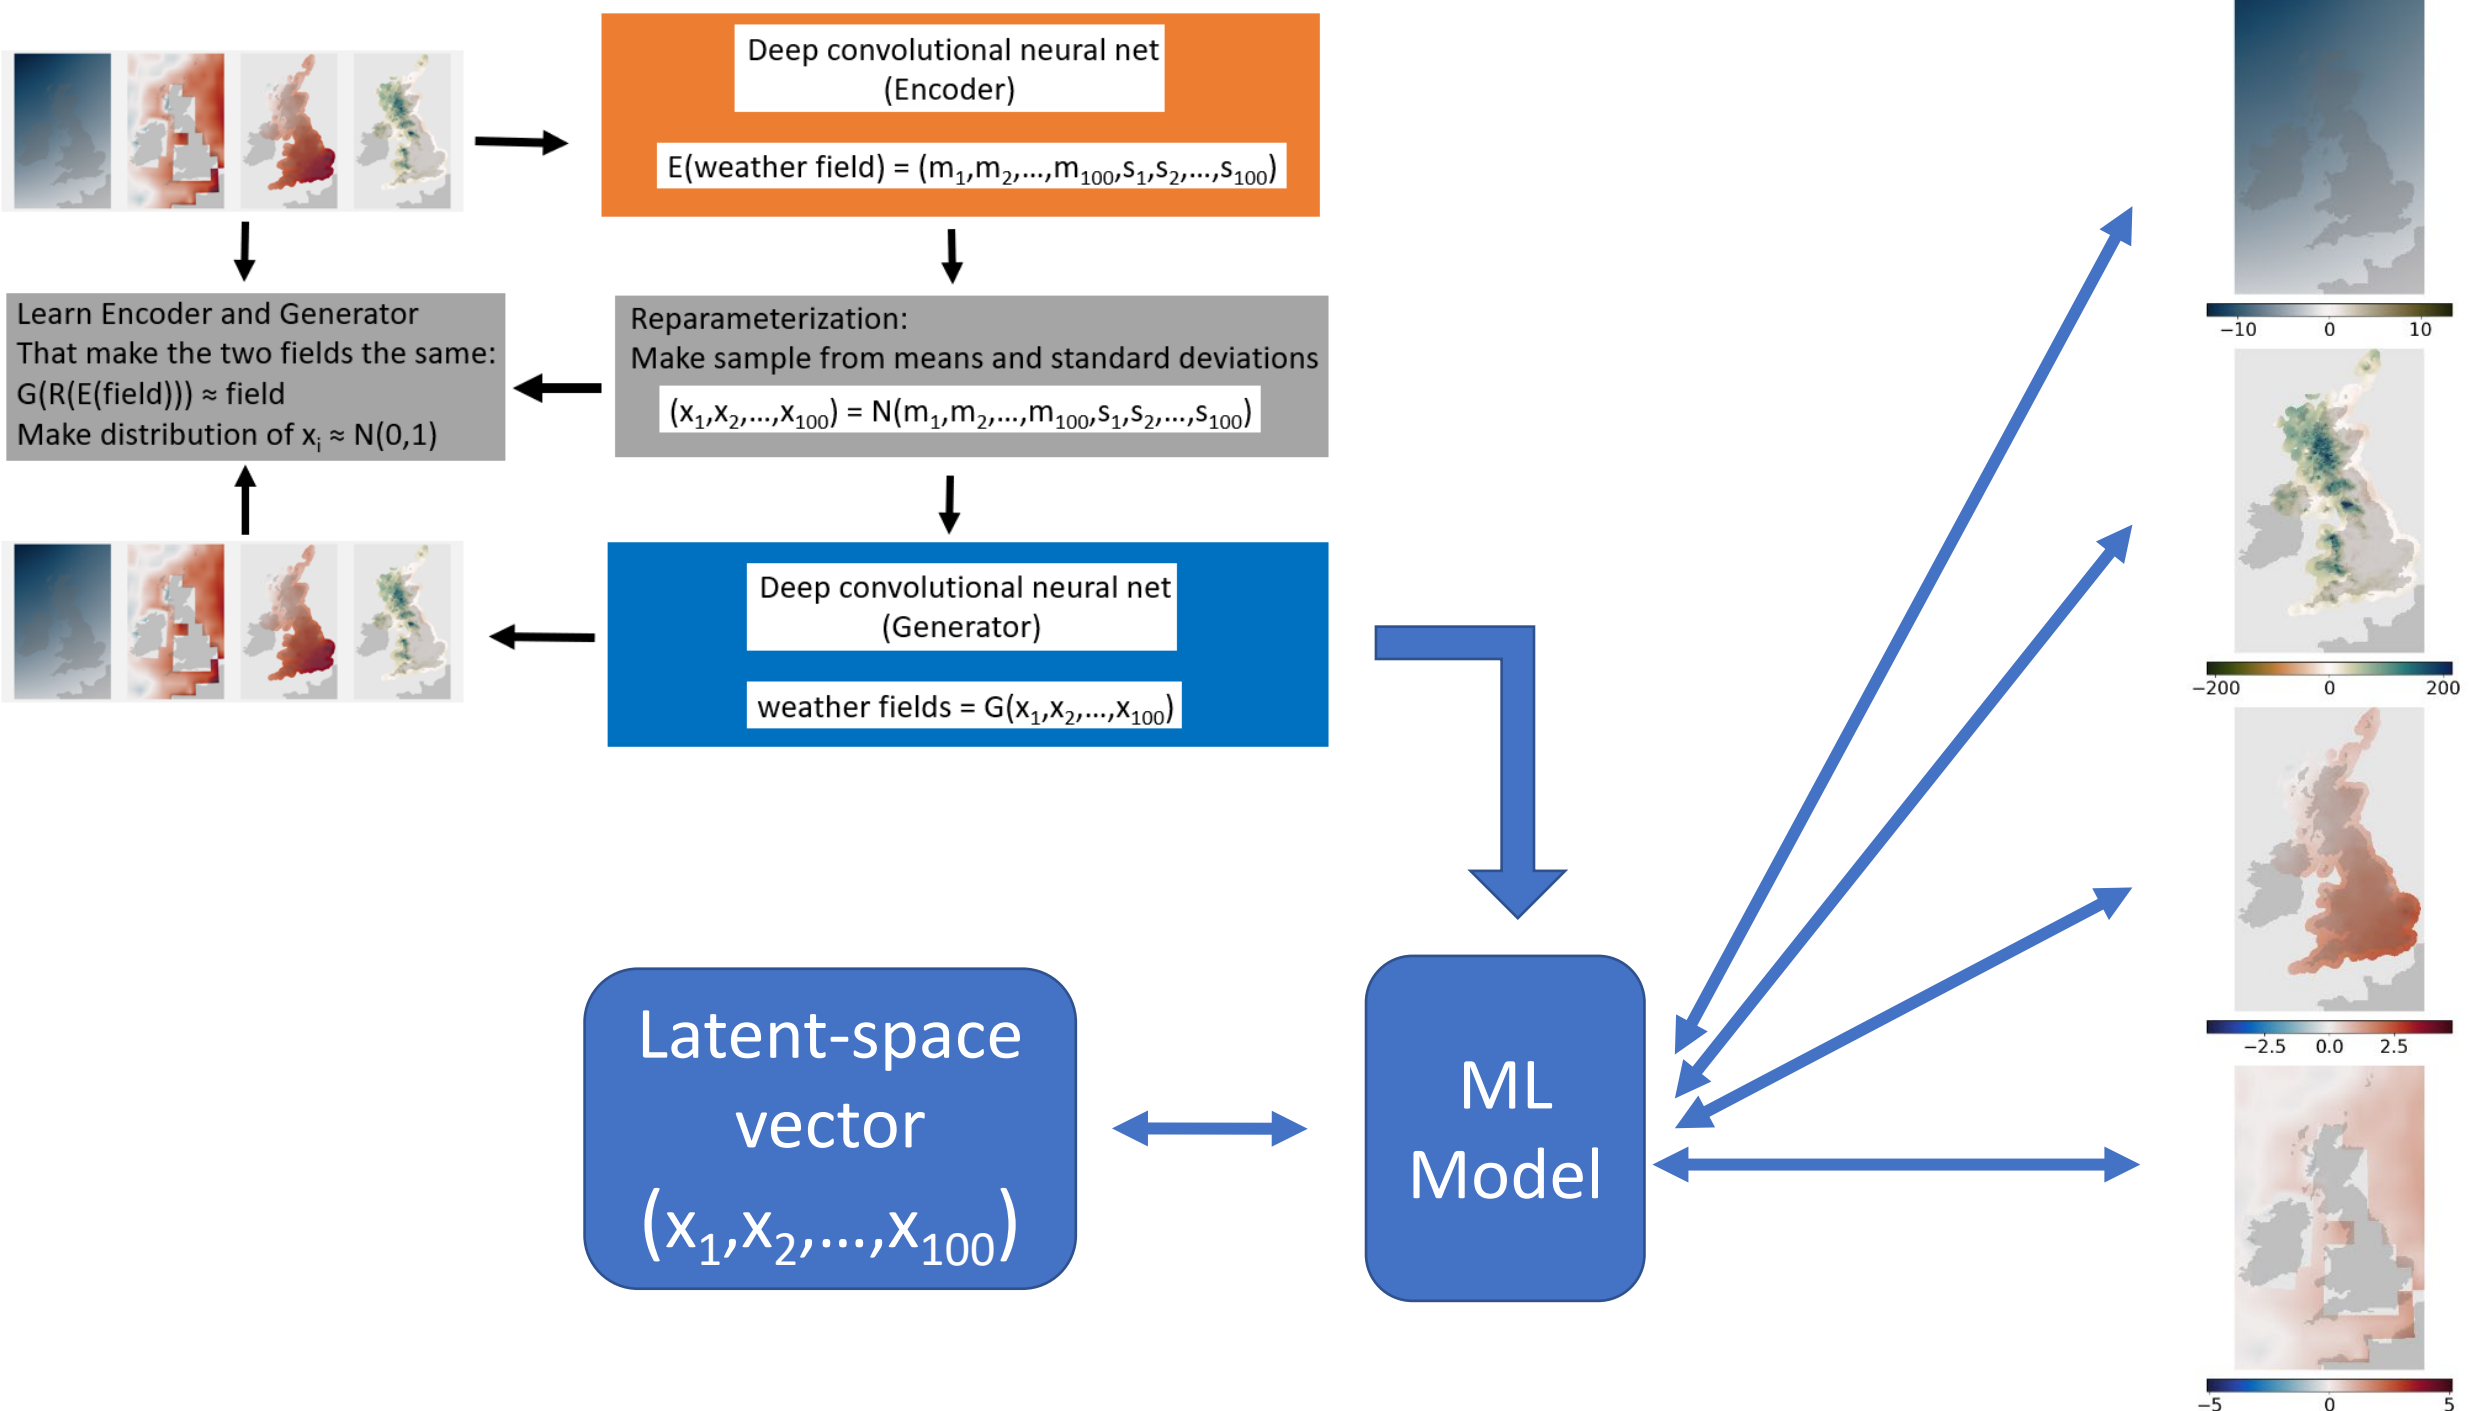 Deep convolutional neural net
(Encoder)
E(weather field) = (m₁,m₂,...,m₁₀₀,s₁,s₂,...,s₁₀₀)
Learn Encoder and Generator
That make the two fields the same:
G(R(E(field))) ≈ field
Make distribution of xᵢ ≈ N(0,1)
Reparameterization:
Make sample from means and standard deviations
(x₁,x₂,...,x₁₀₀) = N(m₁,m₂,...,m₁₀₀,s₁,s₂,...,s₁₀₀)
Deep convolutional neural net
(Generator)
weather fields = G(x₁,x₂,...,x₁₀₀)
Latent-space
vector
(x₁,x₂,...,x₁₀₀)
ML
Model
−10 0 10
−200 0 200
−2.5 0.0 2.5
−5 0 5